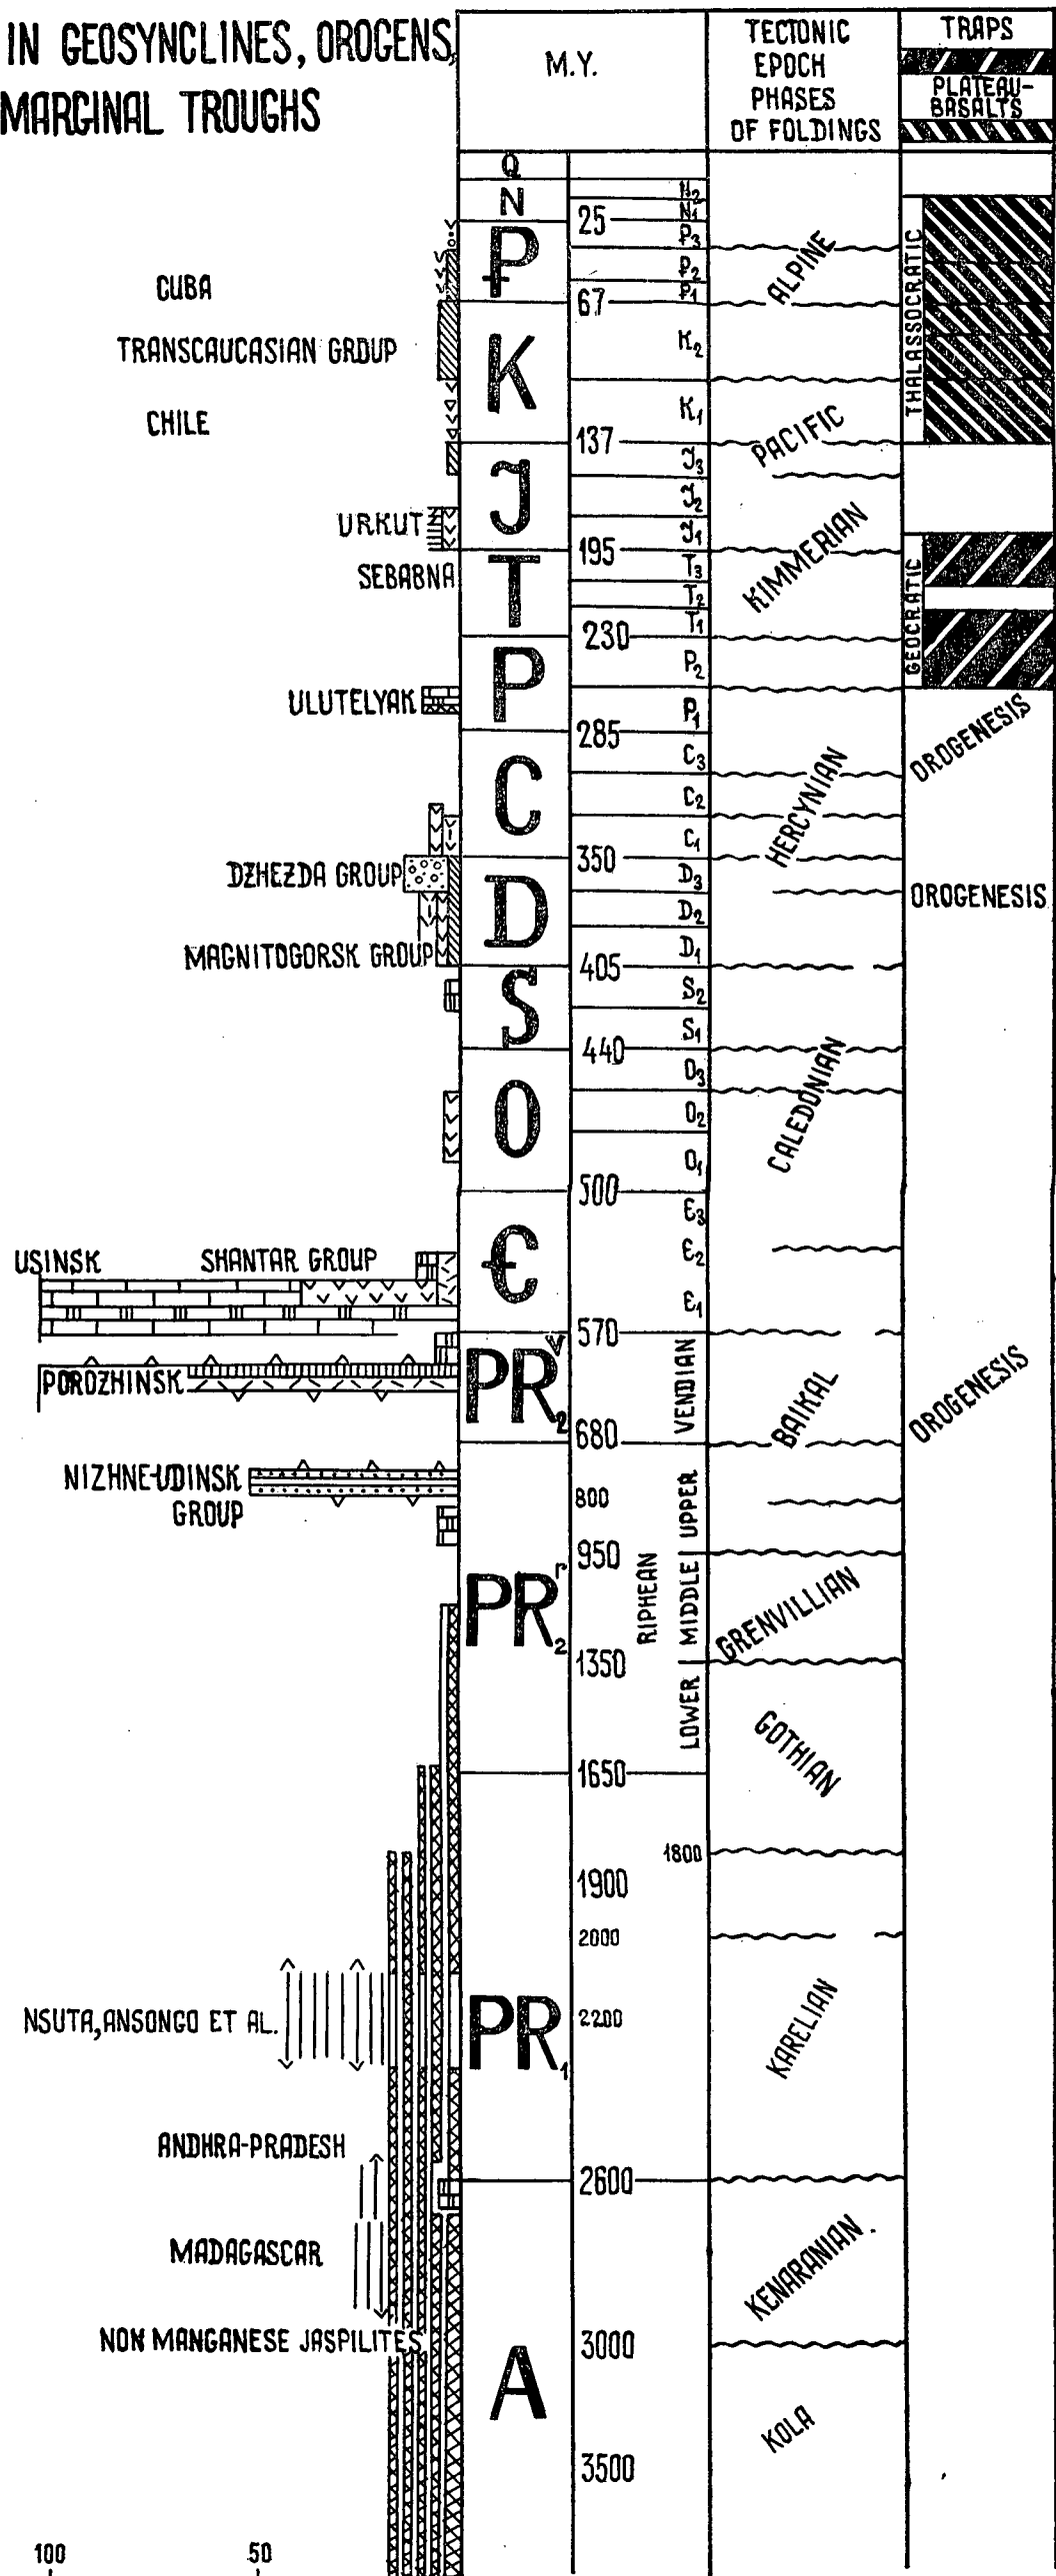 IN GEOSYNCLINES, OROGENS,
MARGINAL TROUGHS
M.Y.
TECTONIC
EPOCH
PHASES
OF FOLDINGS
TRAPS
PLATEAU-
BASALTS
Q
N
N2
N1
25
P
P3
P2
P1
67
ALPINE
THALASSOCRATIC
CUBA
TRANSCAUCASIAN GROUP
K
K2
CHILE
K1
137
PACIFIC
J
J3
J2
URKUT
J1
195
KIMMERIAN
SEBABNA
T
T3
T2
T1
230
GEOCRATIC
P
P2
ULUTELYAK
P1
285
OROGENESIS
C
C3
C2
C1
350
HERCYNIAN
DZHEZDA GROUP
D
D3
OROGENESIS
D2
MAGNITOGORSK GROUP
D1
405
S
S2
S1
440
O
O3
O2
O1
500
CALEDONIAN
Є
Є3
USINSK
SHANTAR GROUP
Є2
Є1
570
POROZHINSK
PR2 V
VENDIAN
680
BAIKAL
OROGENESIS
NIZHNE-UDINSK
GROUP
800
UPPER
950
PR2 r
RIPHEAN
MIDDLE
1350
GRENVILLIAN
LOWER
GOTHIAN
1650
1800
1900
2000
NSUTA, ANSONGO ET AL.
PR1
2200
KARELIAN
ANDHRA-PRADESH
2600
MADAGASCAR
KENARANIAN
NON MANGANESE JASPILITES
3000
A
KOLA
3500
100
50